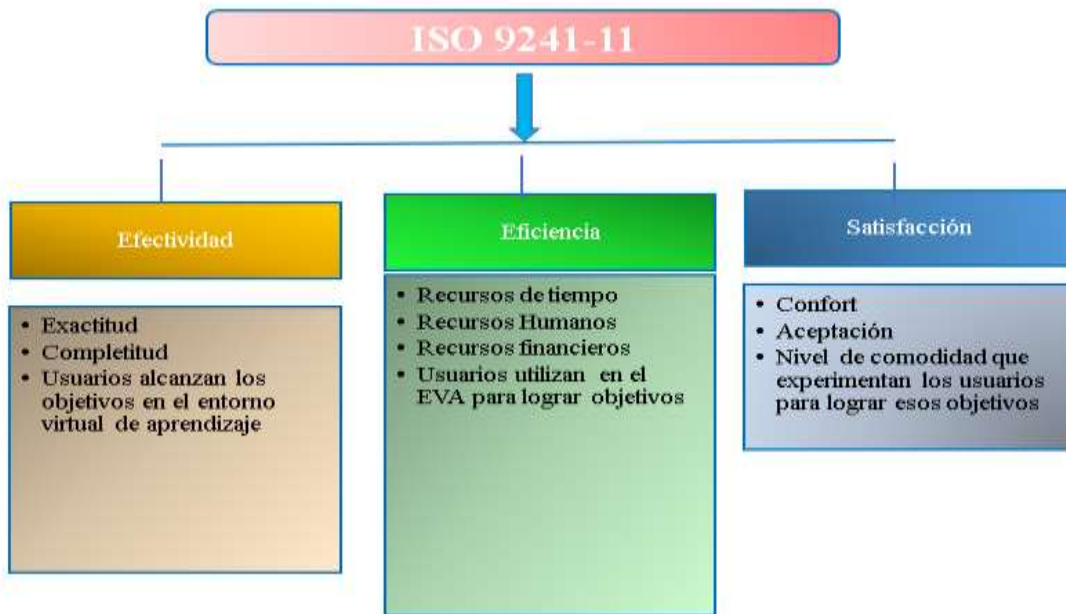 ISO 9241-11
Efectividad
• Exactitud
• Completitud
• Usuarios alcanzan los
objetivos en el entorno
virtual de aprendizaje
Eficiencia
• Recursos de tiempo
• Recursos Humanos
• Recursos financieros
• Usuarios utilizan en el
EVA para lograr objetivos
Satisfacción
• Confort
• Aceptación
• Nivel de comodidad que
experimentan los usuarios
para lograr esos objetivos